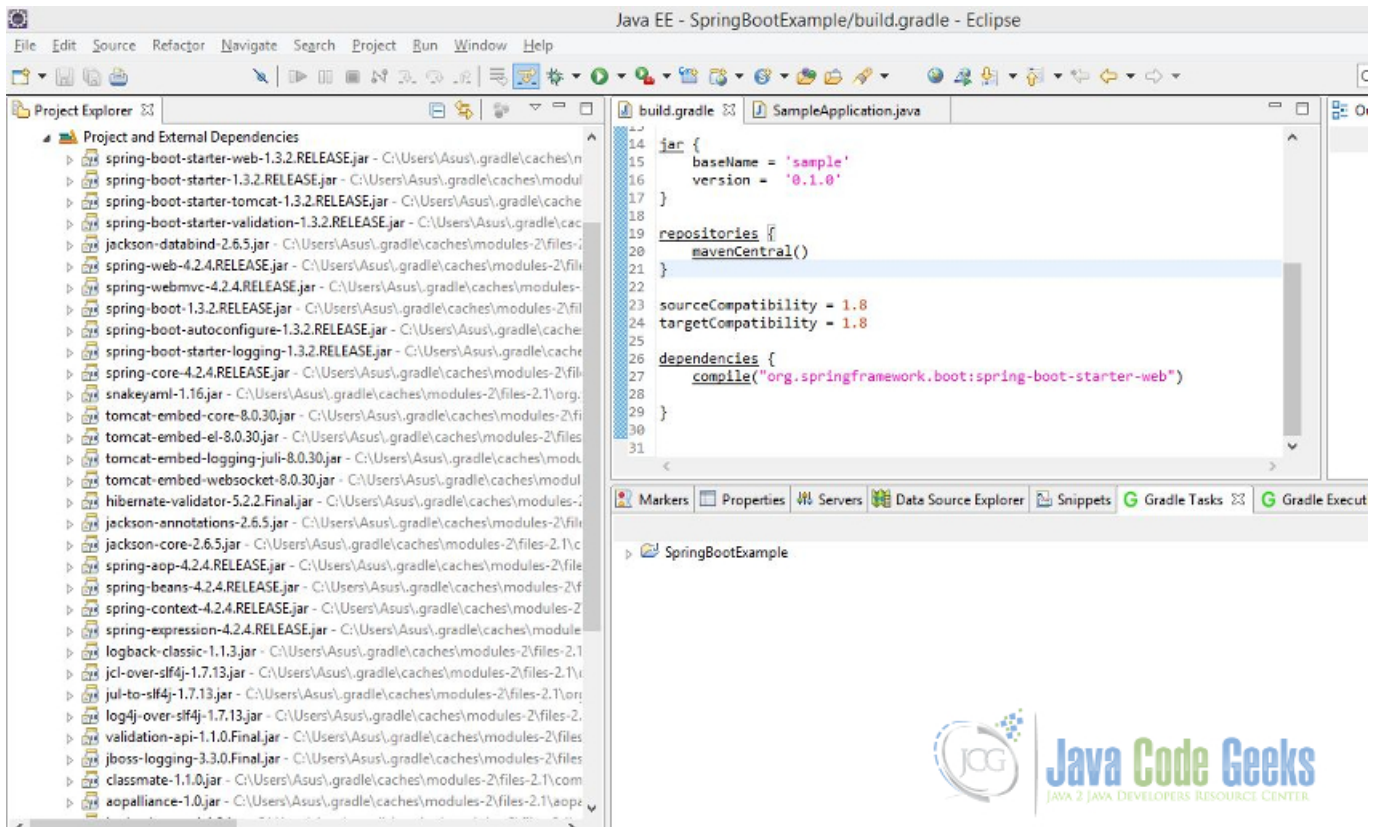 Java EE - SpringBootExample/build.gradle - Eclipse
File Edit Source Refactor Navigate Search Project Run Window Help
Project Explorer
Project and External Dependencies
spring-boot-starter-web-1.3.2.RELEASE.jar - C:\Users\Asus\.gradle\caches\n
spring-boot-starter-1.3.2.RELEASE.jar - C:\Users\Asus\.gradle\caches\modul
spring-boot-starter-tomcat-1.3.2.RELEASE.jar - C:\Users\Asus\.gradle\cache
spring-boot-starter-validation-1.3.2.RELEASE.jar - C:\Users\Asus\.gradle\cac
jackson-databind-2.6.5.jar - C:\Users\Asus\.gradle\caches\modules-2\files-2
spring-web-4.2.4.RELEASE.jar - C:\Users\Asus\.gradle\caches\modules-2\file
spring-webmvc-4.2.4.RELEASE.jar - C:\Users\Asus\.gradle\caches\modules-
spring-boot-1.3.2.RELEASE.jar - C:\Users\Asus\.gradle\caches\modules-2\fil
spring-boot-autoconfigure-1.3.2.RELEASE.jar - C:\Users\Asus\.gradle\cache
spring-boot-starter-logging-1.3.2.RELEASE.jar - C:\Users\Asus\.gradle\cache
spring-core-4.2.4.RELEASE.jar - C:\Users\Asus\.gradle\caches\modules-2\file
snakeyaml-1.16.jar - C:\Users\Asus\.gradle\caches\modules-2\files-2.1\org.
tomcat-embed-core-8.0.30.jar - C:\Users\Asus\.gradle\caches\modules-2\fi
tomcat-embed-el-8.0.30.jar - C:\Users\Asus\.gradle\caches\modules-2\files
tomcat-embed-logging-juli-8.0.30.jar - C:\Users\Asus\.gradle\caches\modu
tomcat-embed-websocket-8.0.30.jar - C:\Users\Asus\.gradle\caches\modul
hibernate-validator-5.2.2.Final.jar - C:\Users\Asus\.gradle\caches\modules-2
jackson-annotations-2.6.5.jar - C:\Users\Asus\.gradle\caches\modules-2\file
jackson-core-2.6.5.jar - C:\Users\Asus\.gradle\caches\modules-2\files-2.1\c
spring-aop-4.2.4.RELEASE.jar - C:\Users\Asus\.gradle\caches\modules-2\file
spring-beans-4.2.4.RELEASE.jar - C:\Users\Asus\.gradle\caches\modules-2\f
spring-context-4.2.4.RELEASE.jar - C:\Users\Asus\.gradle\caches\modules-2
spring-expression-4.2.4.RELEASE.jar - C:\Users\Asus\.gradle\caches\module
logback-classic-1.1.3.jar - C:\Users\Asus\.gradle\caches\modules-2\files-2.1
jcl-over-slf4j-1.7.13.jar - C:\Users\Asus\.gradle\caches\modules-2\files-2.1\
jul-to-slf4j-1.7.13.jar - C:\Users\Asus\.gradle\caches\modules-2\files-2.1\org
log4j-over-slf4j-1.7.13.jar - C:\Users\Asus\.gradle\caches\modules-2\files-2.
validation-api-1.1.0.Final.jar - C:\Users\Asus\.gradle\caches\modules-2\files
jboss-logging-3.3.0.Final.jar - C:\Users\Asus\.gradle\caches\modules-2\files
classmate-1.1.0.jar - C:\Users\Asus\.gradle\caches\modules-2\files-2.1\com
aopalliance-1.0.jar - C:\Users\Asus\.gradle\caches\modules-2\files-2.1\aopa
build.gradle SampleApplication.java
14 jar {
15 baseName = 'sample'
16 version = '0.1.0'
17 }
18
19 repositories {
20 mavenCentral()
21 }
22
23 sourceCompatibility = 1.8
24 targetCompatibility = 1.8
25
26 dependencies {
27 compile("org.springframework.boot:spring-boot-starter-web")
28
29 }
30
31
Markers Properties Servers Data Source Explorer Snippets Gradle Tasks Gradle Execut
SpringBootExample
JCG Java Code Geeks
JAVA 2 JAVA DEVELOPERS RESOURCE CENTER